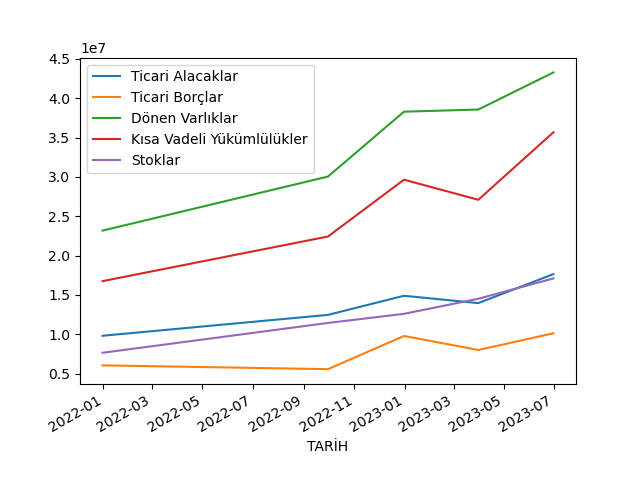 1e7
4.5
4.0
3.5
3.0
2.5
2.0
1.5
1.0
0.5
Ticari Alacaklar
Ticari Borçlar
Dönen Varlıklar
Kısa Vadeli Yükümlülükler
Stoklar
2022-01
2022-03
2022-05
2022-07
2022-09
2022-11
2023-01
2023-03
2023-05
2023-07
TARİH